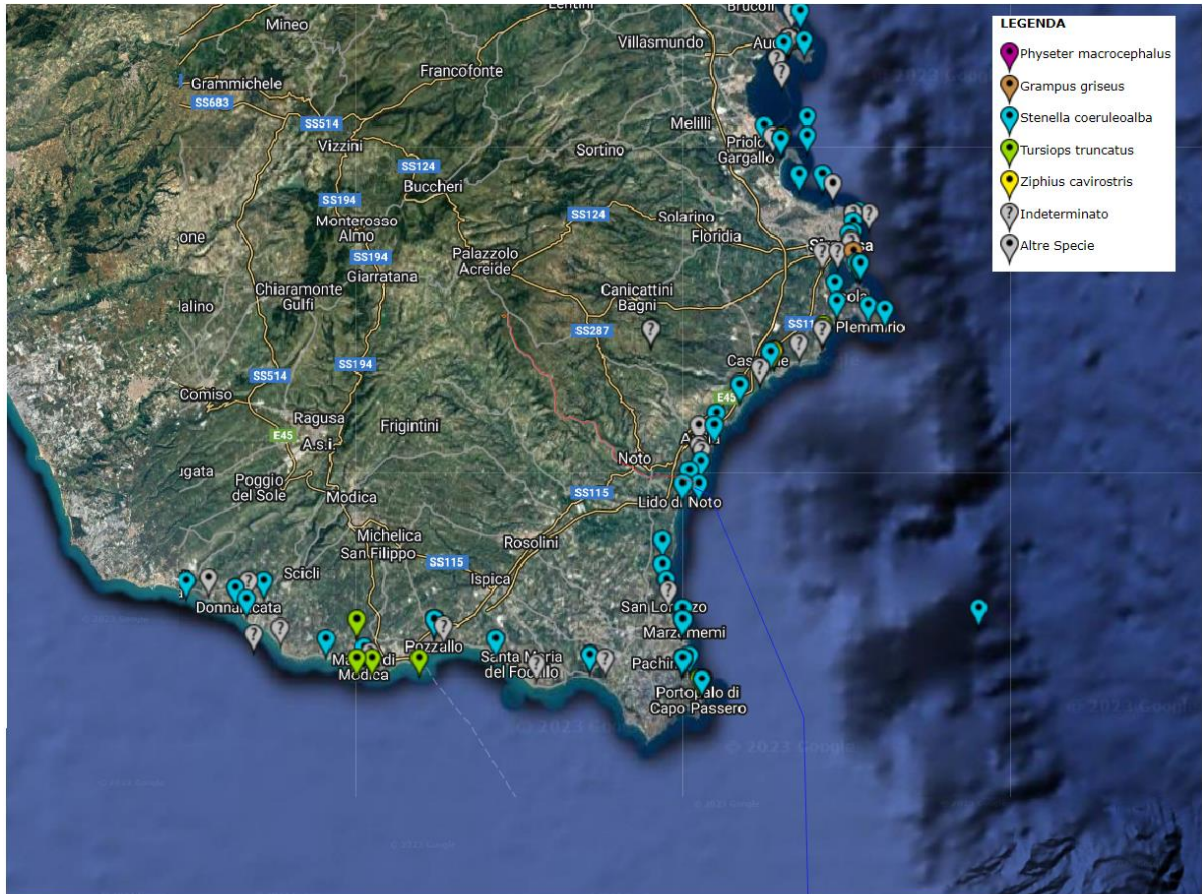 LEGENDA
Physeter macrocephalus
Grampus griseus
Stenella coeruleoalba
Tursiops truncatus
Ziphius cavirostris
Indeterminato
Altre Specie
Mineo
Villasmundo
Grammichele
Francofonte
SS683
SS514
Melilli
Vizzini
Priolo
Gargallo
Sortino
SS124
Buccheri
SS194
SS124
Solarino
Monterosso
Almo
Floridia
SS194
Palazzolo
Acreide
Giarratana
Chiaramonte
Gulfi
Canicattini
Bagni
SS287
Plemmirio
SS194
SS514
Comiso
E45
Ragusa
A.s.i.
Frigintini
E45
Noto
Poggio
del Sole
Modica
SS115
Lido di Noto
Michelica
San Filippo
Rosolini
SS115
Scicli
Ispica
Pozzallo
Santa Maria
Portopalo di
Capo Passero
© 2023 Google